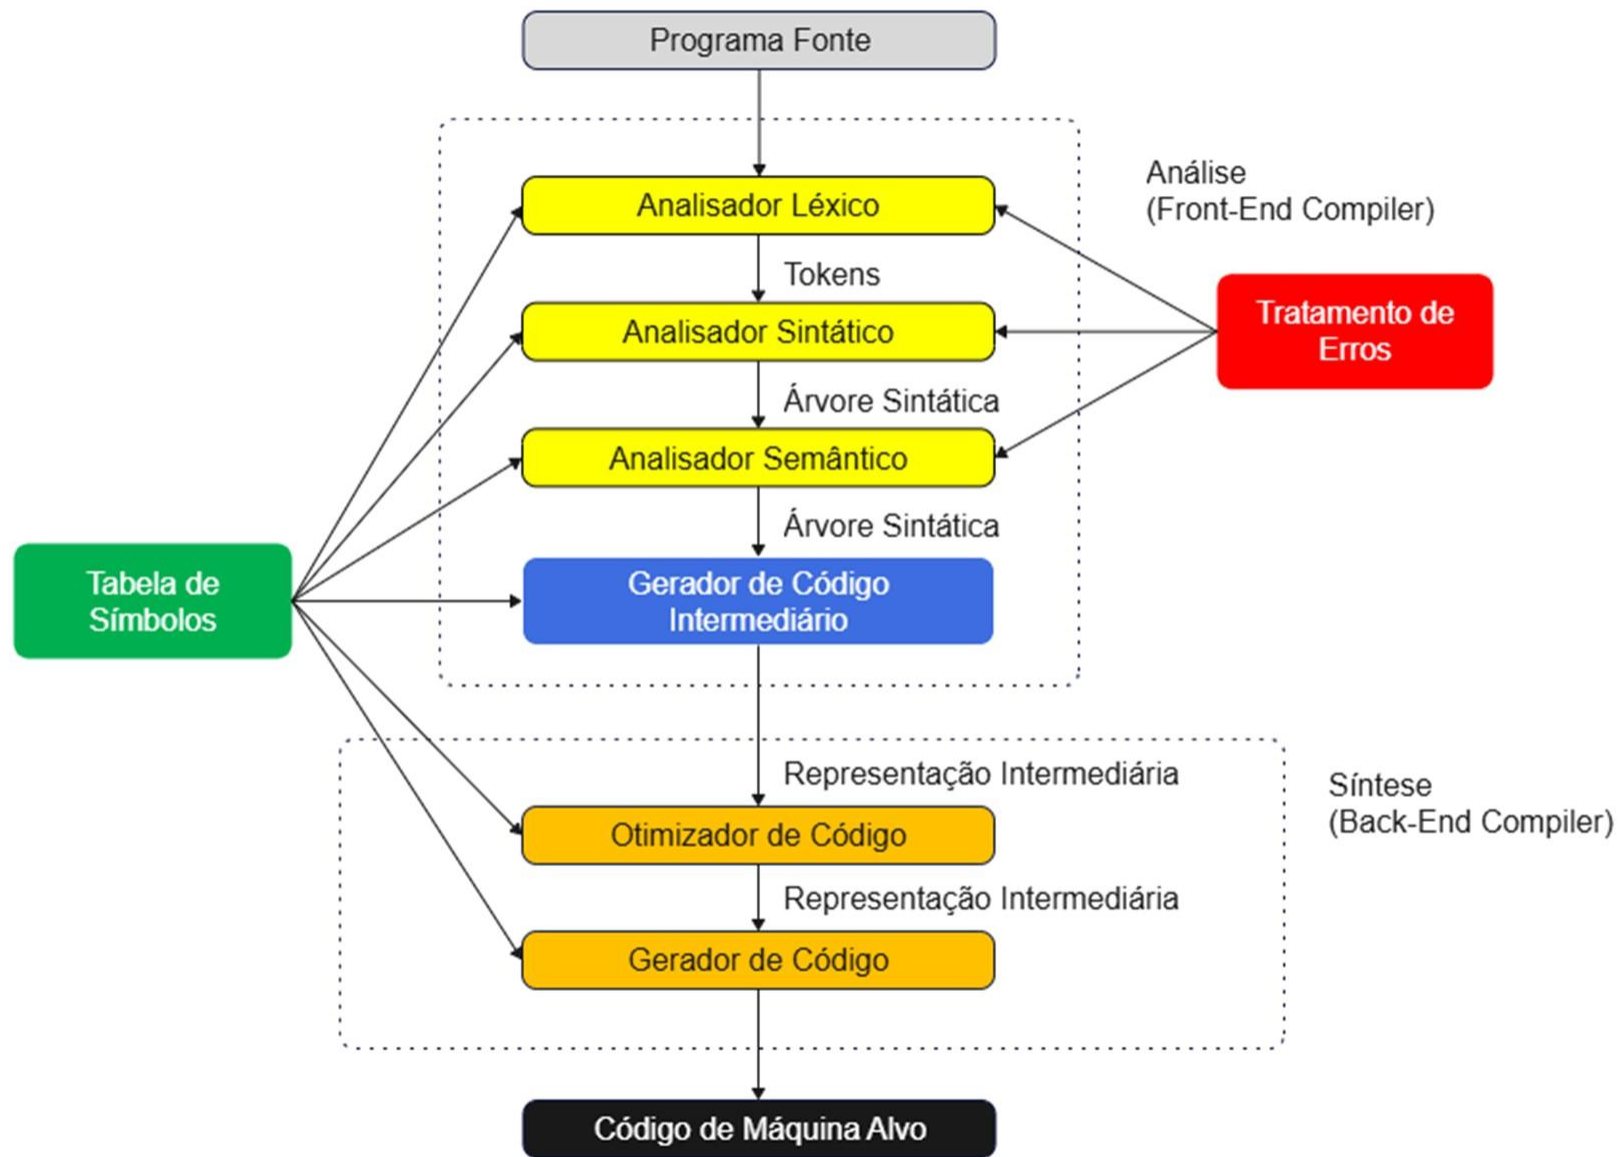 Programa Fonte
Analisador Léxico
Análise
(Front-End Compiler)
Tokens
Analisador Sintático
Tratamento de
Erros
Árvore Sintática
Analisador Semântico
Árvore Sintática
Tabela de
Símbolos
Gerador de Código
Intermediário
Representação Intermediária
Síntese
(Back-End Compiler)
Otimizador de Código
Representação Intermediária
Gerador de Código
Código de Máquina Alvo